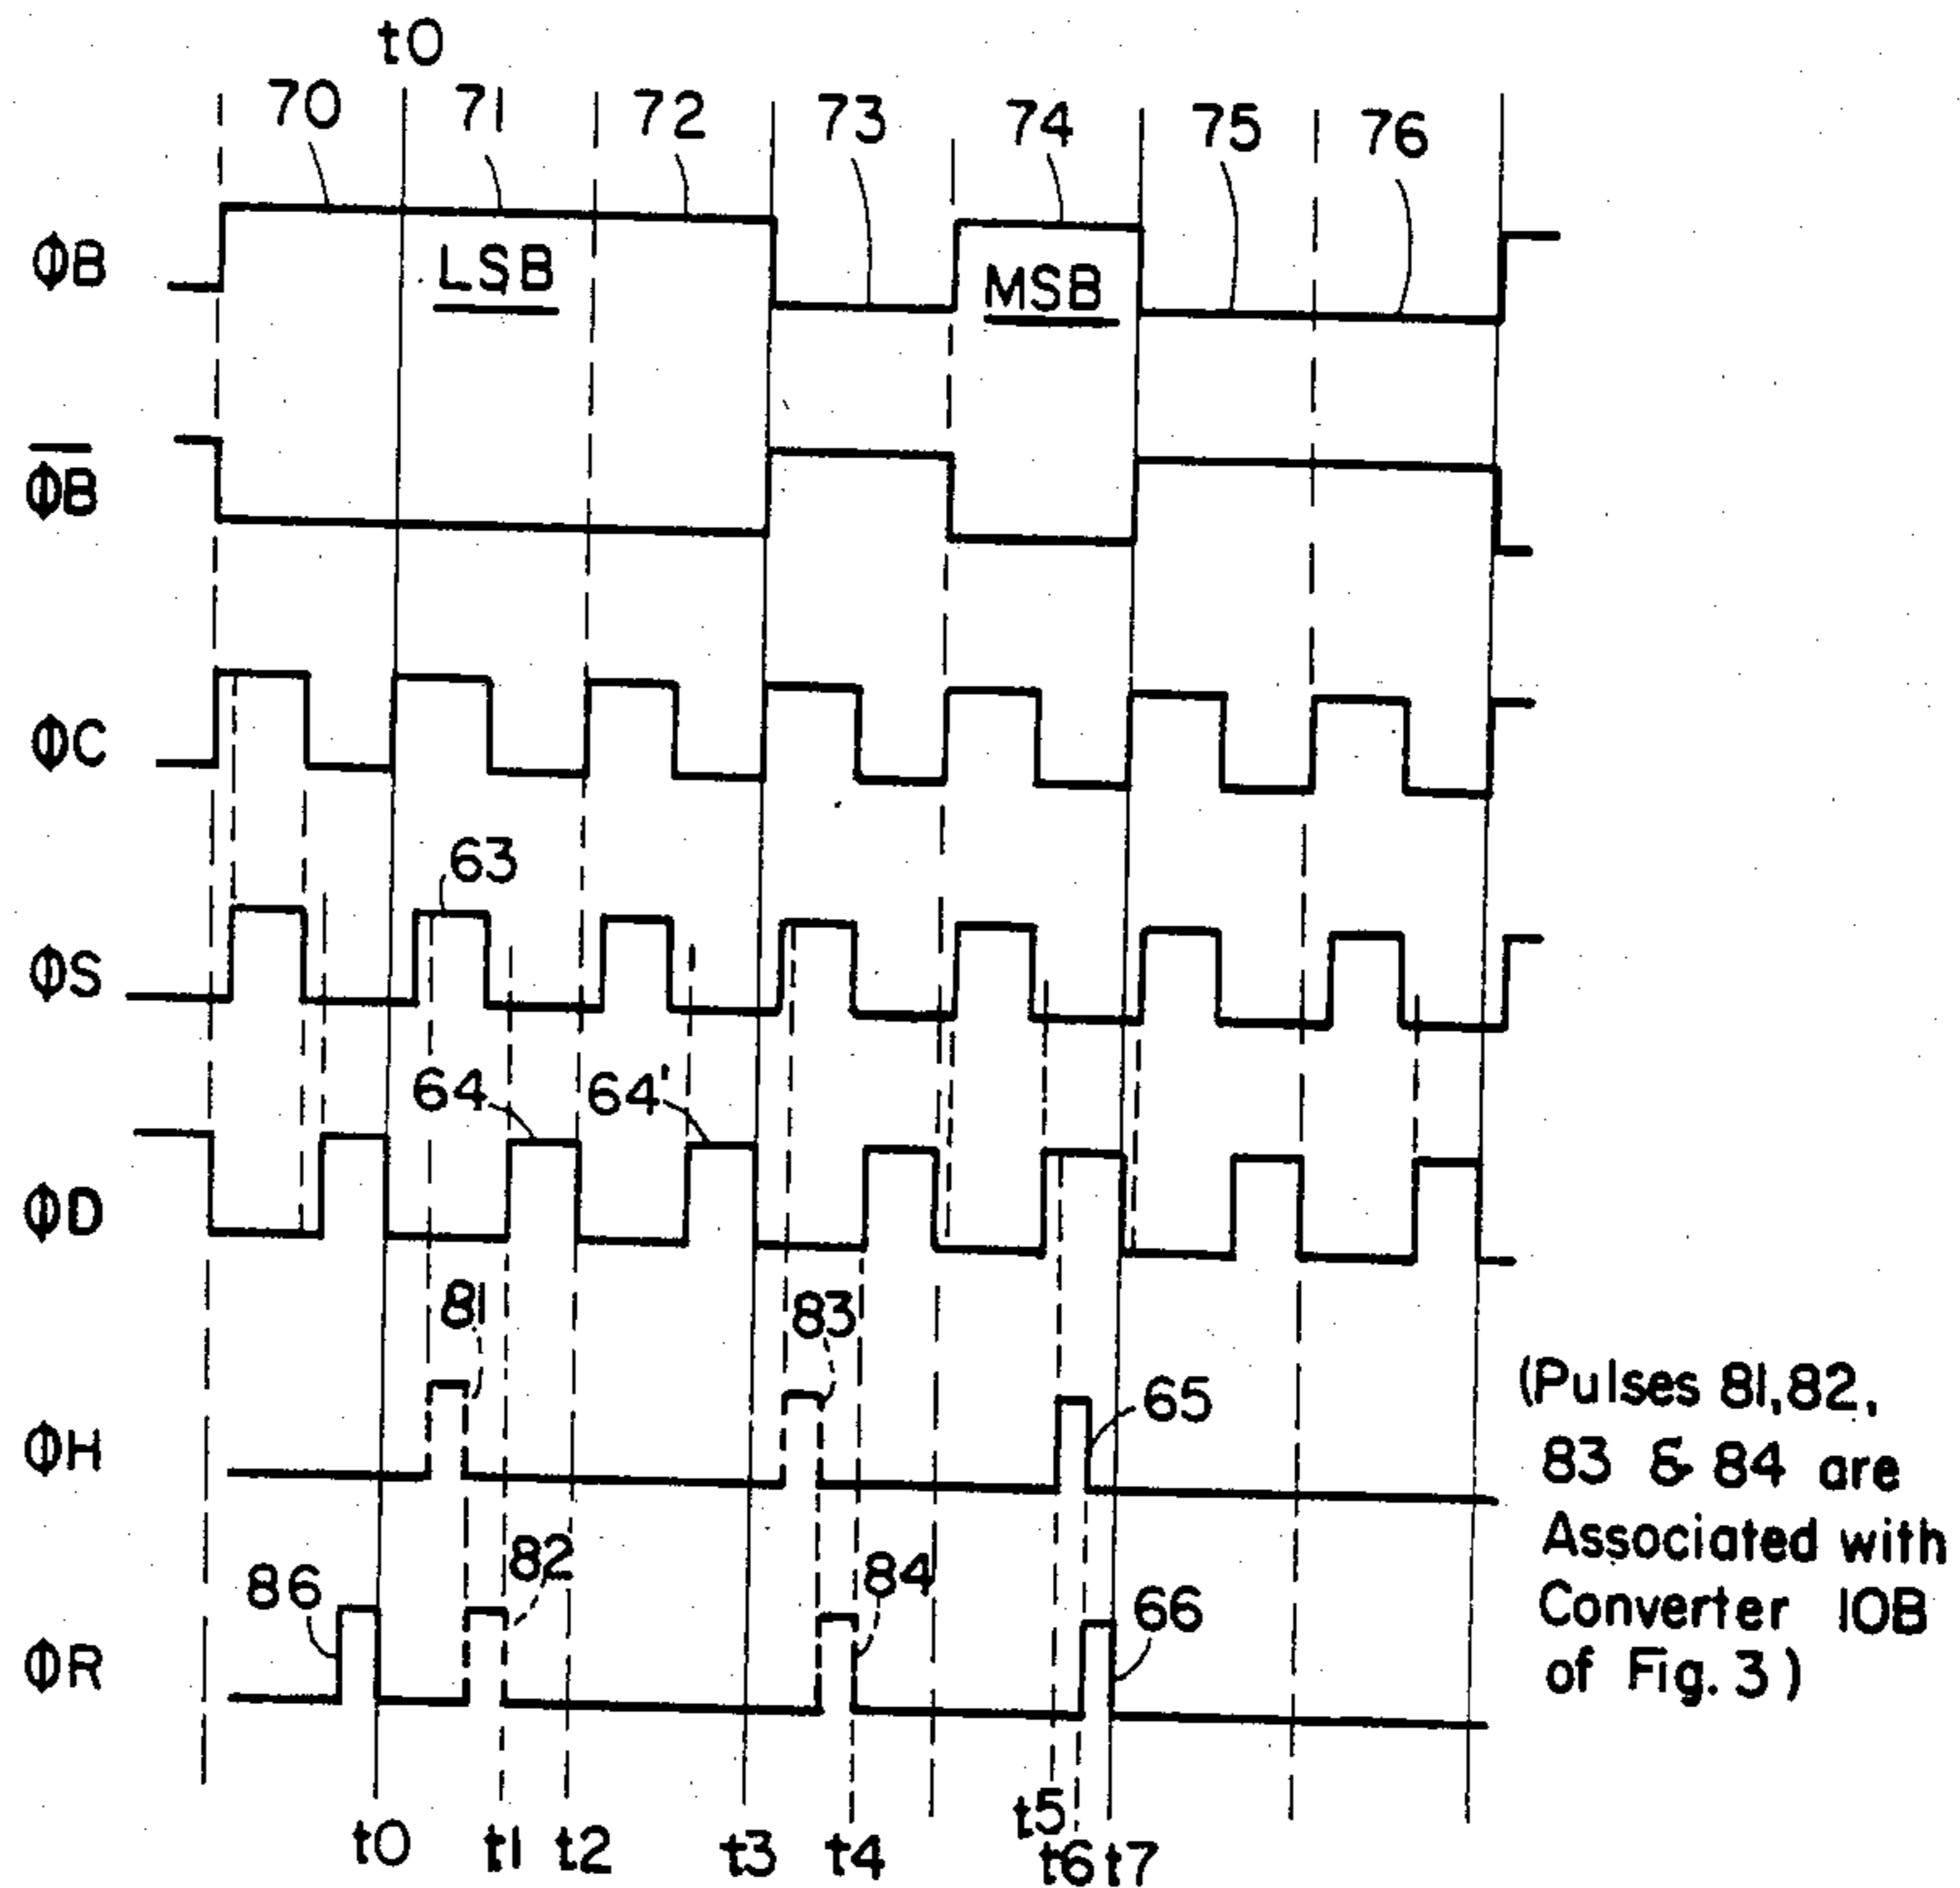 t0
70 71 72 73 74 75 76
ΦB LSB MSB
Φ̅B̅
ΦC
63
ΦS
64 64'
ΦD
81 83
ΦH 65
(Pulses 81,82,
83 & 84 are
Associated with
Converter 10B
of Fig. 3)
86 82 84 66
ΦR
t0 t1 t2 t3 t4 t5 t6 t7